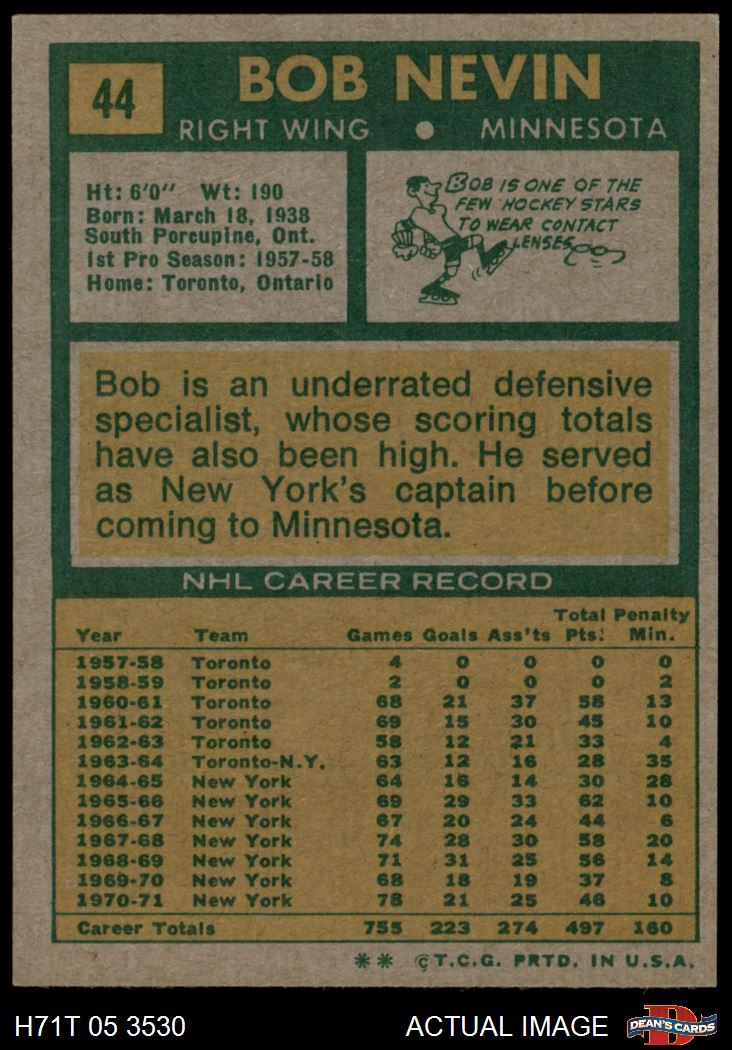 44
BOB NEVIN
RIGHT WING • MINNESOTA
Ht: 6'0'' Wt: 190
Born: March 18, 1938
South Porcupine, Ont.
1st Pro Season: 1957-58
Home: Toronto, Ontario
BOB IS ONE OF THE
FEW HOCKEY STARS
TO WEAR CONTACT
LENSES
Bob is an underrated defensive
specialist, whose scoring totals
have also been high. He served
as New York's captain before
coming to Minnesota.
NHL CAREER RECORD
Total Penalty
Year Team Games Goals Ass'ts Pts. Min.
1957-58 Toronto 4 0 0 0 0
1958-59 Toronto 2 0 0 0 2
1960-61 Toronto 68 21 37 58 13
1961-62 Toronto 69 15 30 45 10
1962-63 Toronto 58 12 21 33 4
1963-64 Toronto-N.Y. 63 12 16 28 35
1964-65 New York 64 16 14 30 28
1965-66 New York 69 29 33 62 10
1966-67 New York 67 20 24 44 6
1967-68 New York 74 28 30 58 20
1968-69 New York 71 31 25 56 14
1969-70 New York 68 18 19 37 8
1970-71 New York 78 21 25 46 10
Career Totals 755 223 274 497 160
** © T.C.G. PRTD. IN U.S.A.
H71T 05 3530 ACTUAL IMAGE DEAN'S CARDS